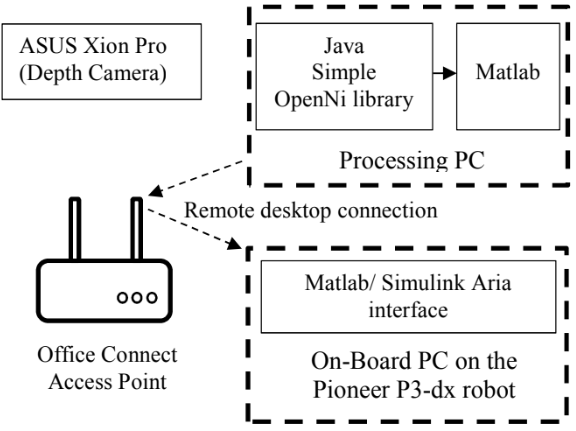 ASUS Xion Pro
(Depth Camera)
Java
Simple
OpenNi library
Matlab
Processing PC
Remote desktop connection
Matlab/ Simulink Aria
interface
Office Connect
Access Point
On-Board PC on the
Pioneer P3-dx robot